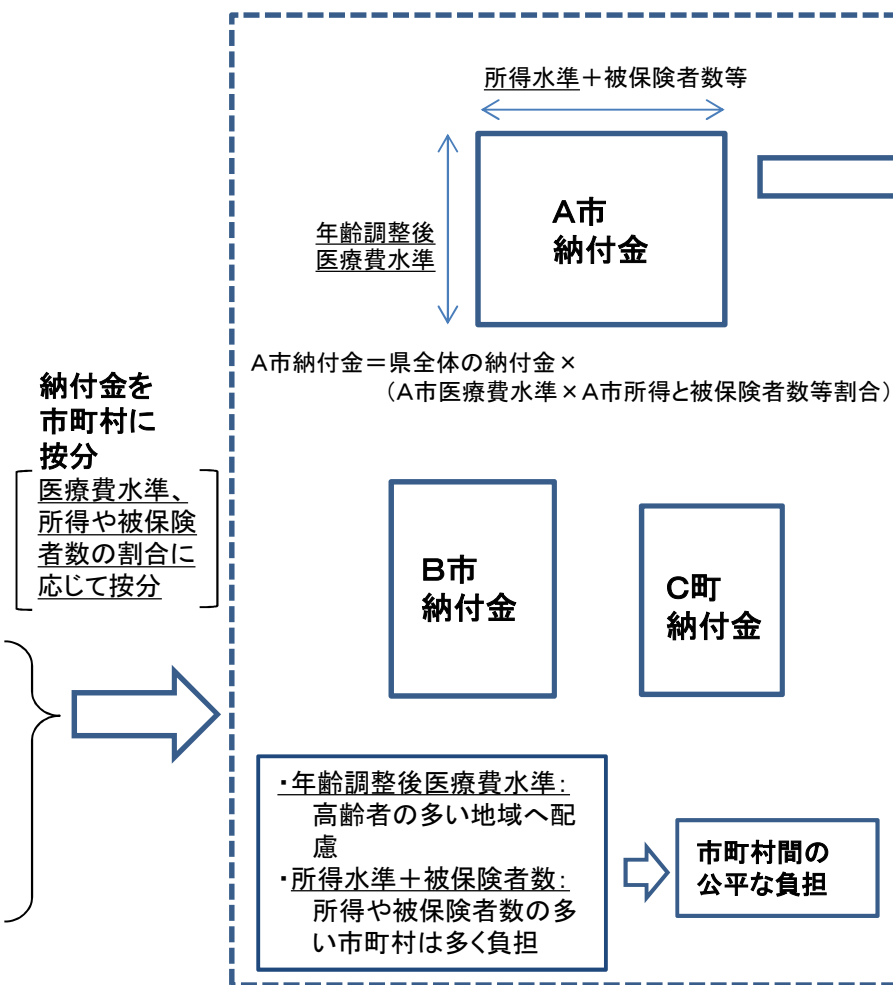 所得水準＋被保険者数等
年齢調整後
医療費水準
A市
納付金
A市納付金＝県全体の納付金×
（A市医療費水準×A市所得と被保険者数等割合）
納付金を
市町村に
按分
医療費水準、
所得や被保険
者数の割合に
応じて按分
B市
納付金
C町
納付金
・年齢調整後医療費水準：
高齢者の多い地域へ配
慮
・所得水準＋被保険者数：
所得や被保険者数の多
い市町村は多く負担
市町村間の
公平な負担